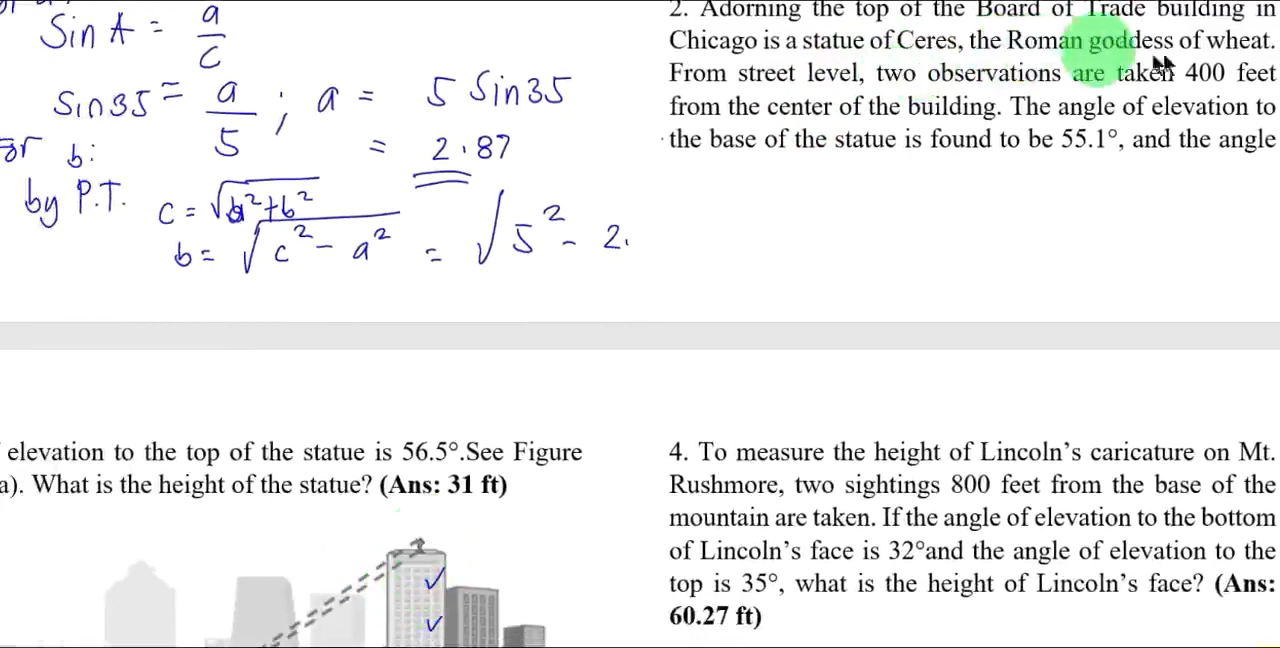 Sin A = a/c
Sin35 = a/5 ; a = 5 Sin35
= 2.87
for b:
by P.T. c = √a²+b²
b = √c² - a² = √5² - 2.
2. Adorning the top of the Board of Trade building in
Chicago is a statue of Ceres, the Roman goddess of wheat.
From street level, two observations are taken 400 feet
from the center of the building. The angle of elevation to
the base of the statue is found to be 55.1°, and the angle
elevation to the top of the statue is 56.5°.See Figure
a). What is the height of the statue? (Ans: 31 ft)
4. To measure the height of Lincoln’s caricature on Mt.
Rushmore, two sightings 800 feet from the base of the
mountain are taken. If the angle of elevation to the bottom
of Lincoln’s face is 32°and the angle of elevation to the
top is 35°, what is the height of Lincoln’s face? (Ans:
60.27 ft)